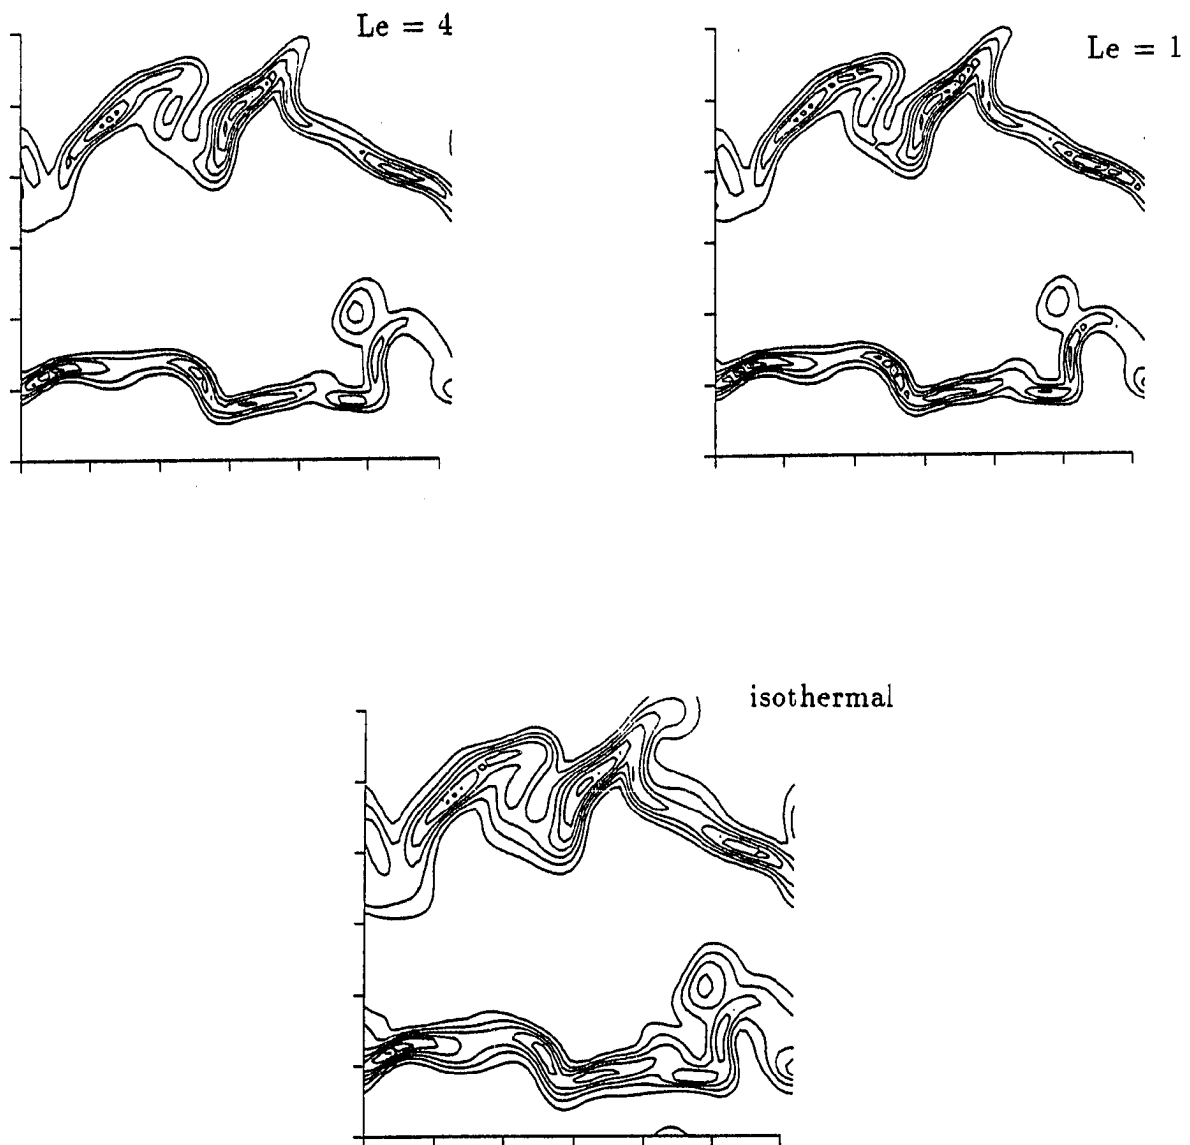 Le = 4
Le = 1
isothermal